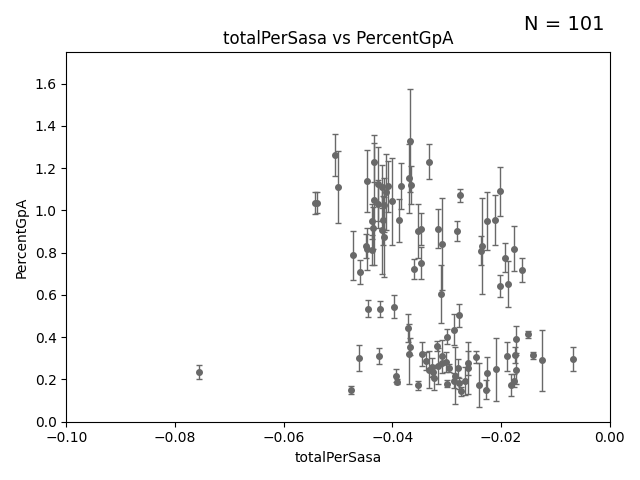 N = 101
totalPerSasa vs PercentGpA
PercentGpA
1.6
1.4
1.2
1.0
0.8
0.6
0.4
0.2
0.0
−0.10 −0.08 −0.06 −0.04 −0.02 0.00
totalPerSasa